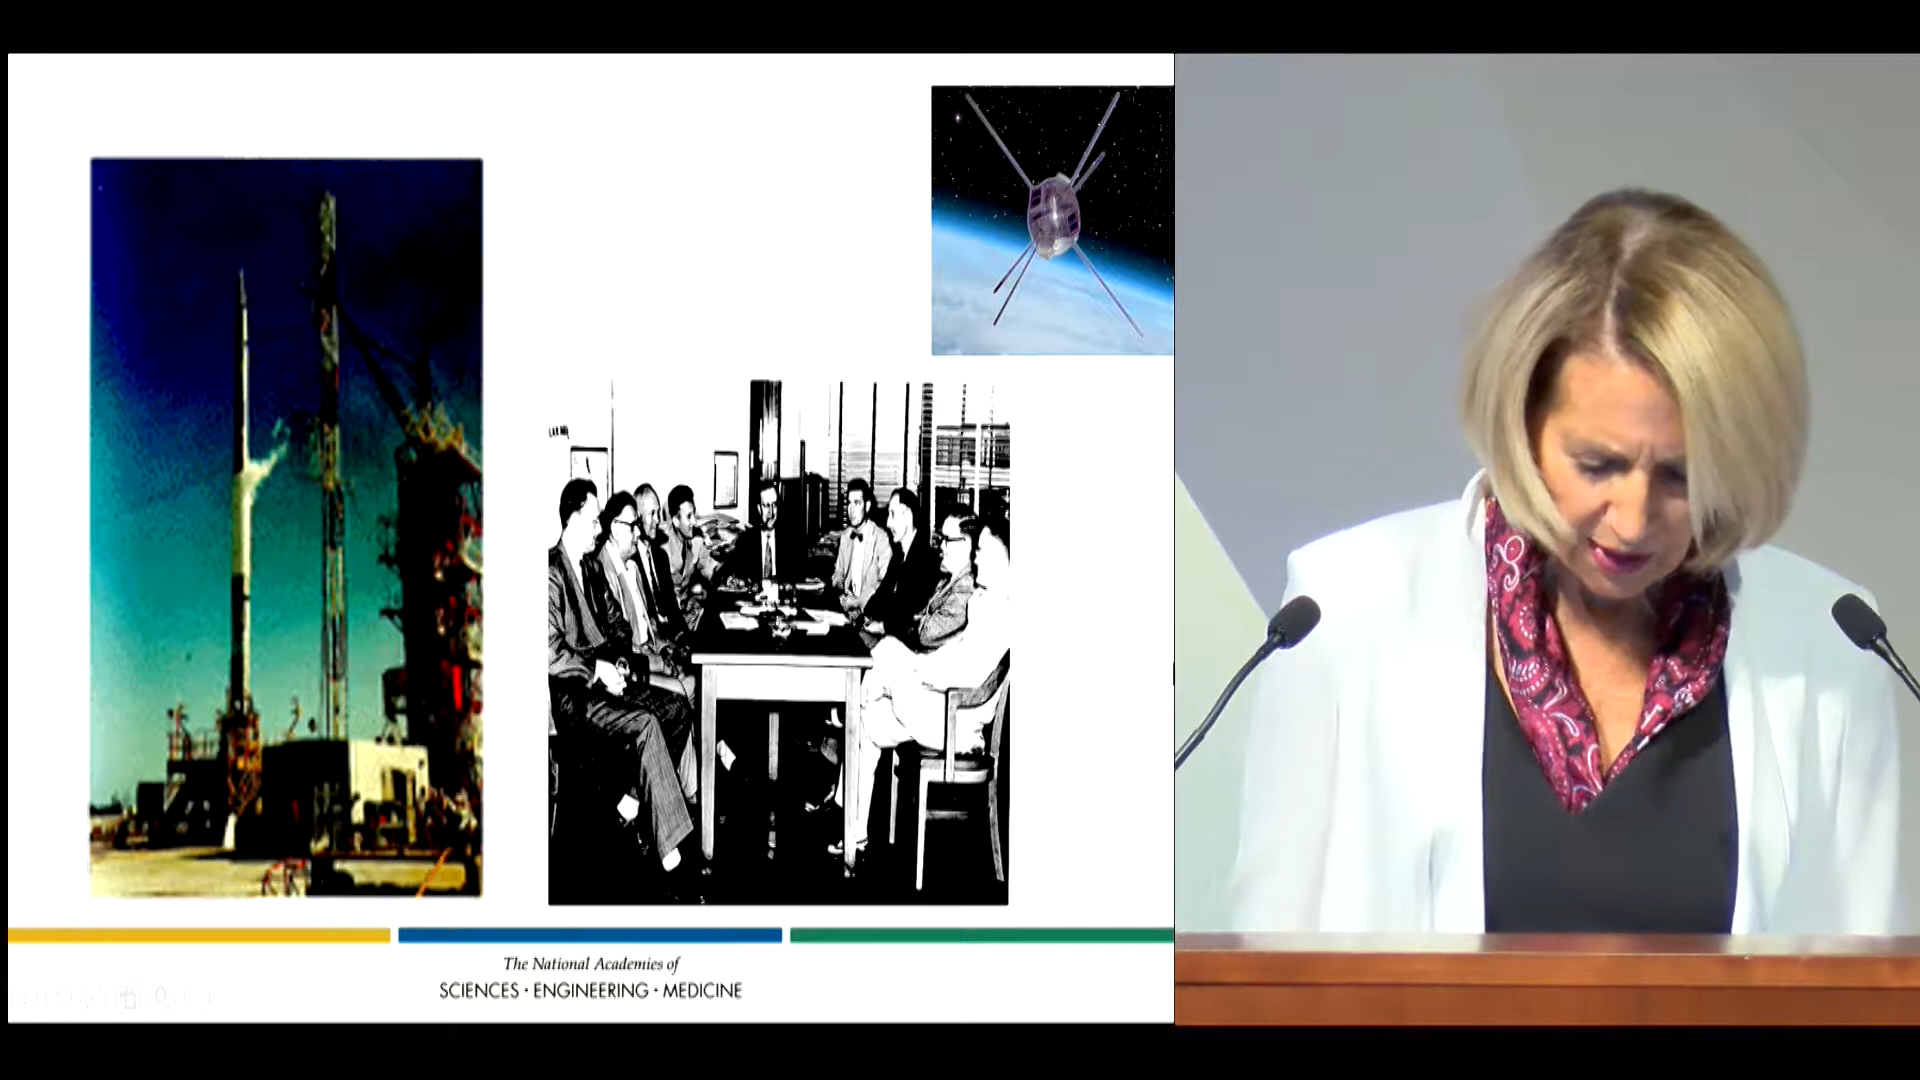 The National Academies of
SCIENCES · ENGINEERING · MEDICINE